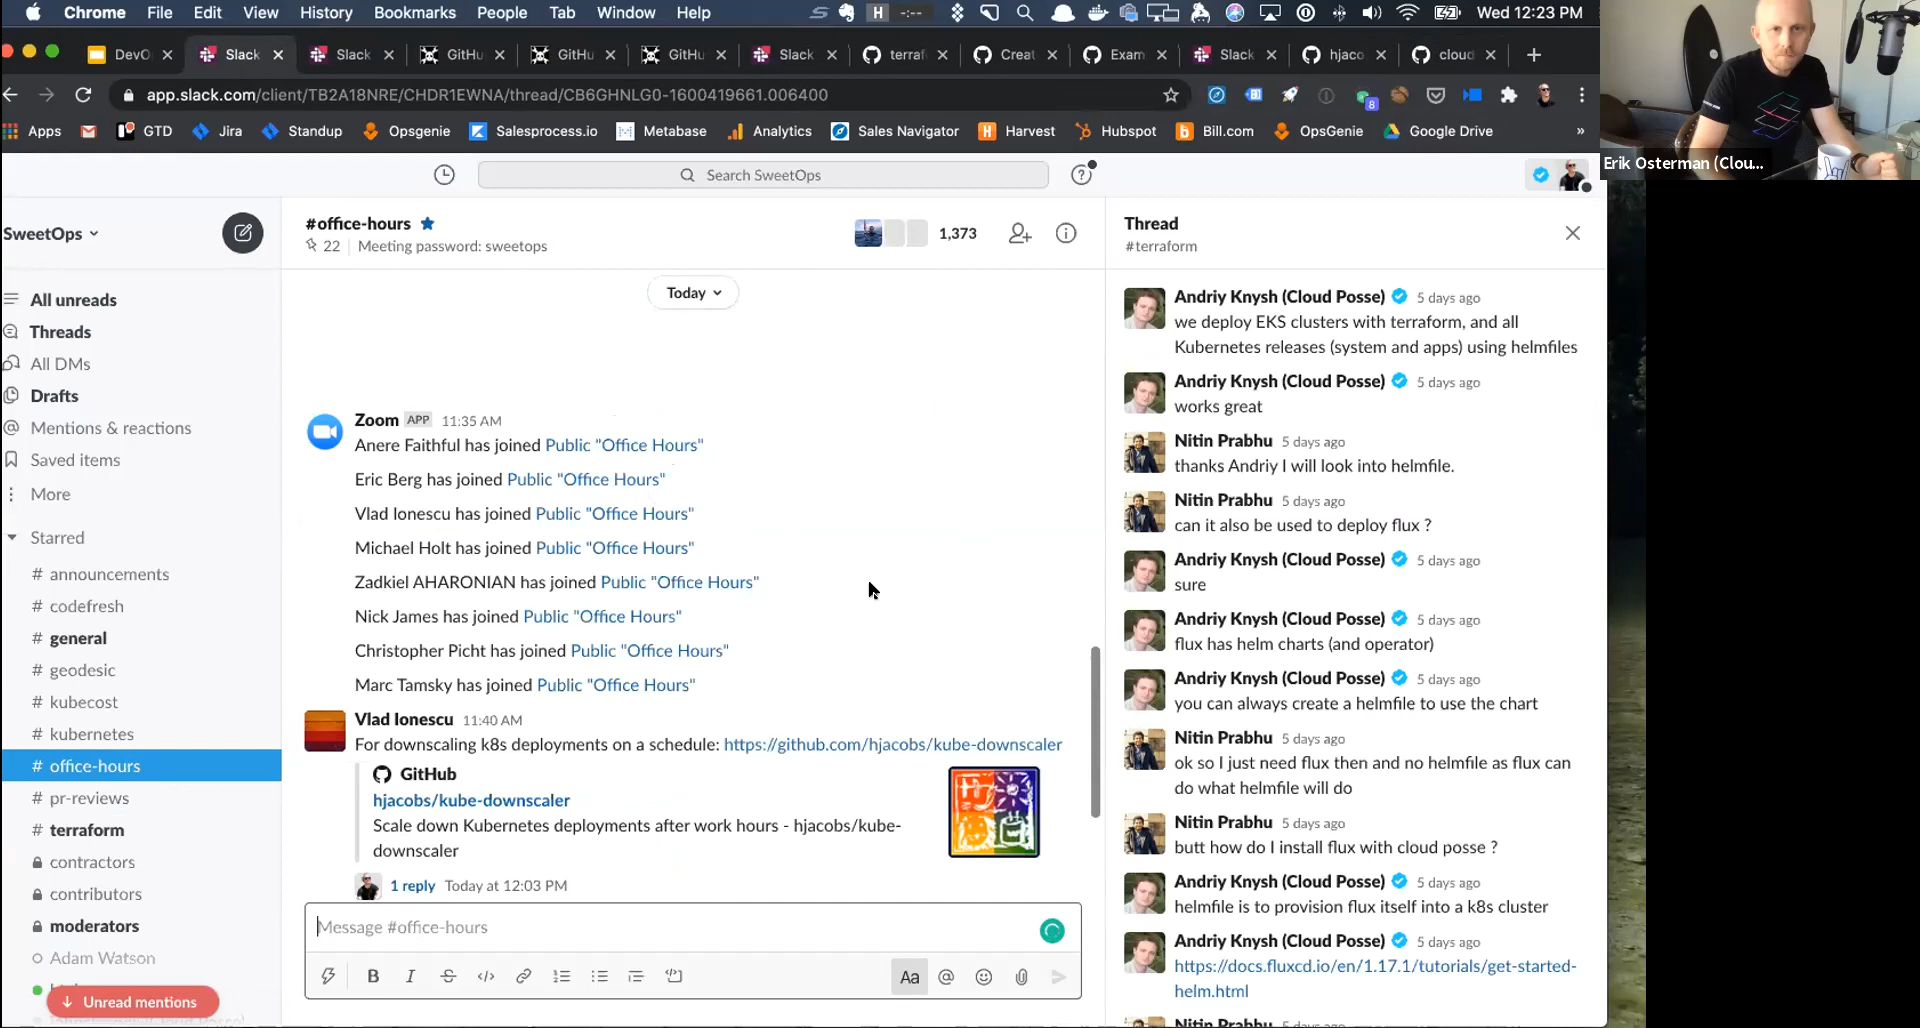 Chrome File Edit View History Bookmarks People Tab Window Help
Wed 12:23 PM
DevO Slack Slack GitHu GitHu GitHu Slack terraf Creat Exam Slack hjaco cloud
app.slack.com/client/TB2A18NRE/CHDR1EWNA/thread/CB6GHNLG0-1600419661.006400
8
Apps GTD Jira Standup Opsgenie Salesprocess.io Metabase Analytics Sales Navigator Harvest Hubspot Bill.com OpsGenie Google Drive »
Erik Osterman (Clou...
Search SweetOps
SweetOps
All unreads
Threads
All DMs
Drafts
Mentions & reactions
Saved items
More
Starred
# announcements
# codefresh
# general
# geodesic
# kubecost
# kubernetes
# office-hours
# pr-reviews
# terraform
contractors
contributors
moderators
Adam Watson
Unread mentions
#office-hours
22 | Meeting password: sweetops
1,373
Today
Zoom APP 11:35 AM
Anere Faithful has joined Public "Office Hours"
Eric Berg has joined Public "Office Hours"
Vlad Ionescu has joined Public "Office Hours"
Michael Holt has joined Public "Office Hours"
Zadkiel AHARONIAN has joined Public "Office Hours"
Nick James has joined Public "Office Hours"
Christopher Picht has joined Public "Office Hours"
Marc Tamsky has joined Public "Office Hours"
Vlad Ionescu 11:40 AM
For downscaling k8s deployments on a schedule: https://github.com/hjacobs/kube-downscaler
GitHub
hjacobs/kube-downscaler
Scale down Kubernetes deployments after work hours - hjacobs/kube-
downscaler
1 reply Today at 12:03 PM
Message #office-hours
Aa
Thread
#terraform
Andriy Knysh (Cloud Posse) 5 days ago
we deploy EKS clusters with terraform, and all
Kubernetes releases (system and apps) using helmfiles
Andriy Knysh (Cloud Posse) 5 days ago
works great
Nitin Prabhu 5 days ago
thanks Andriy I will look into helmfile.
Nitin Prabhu 5 days ago
can it also be used to deploy flux ?
Andriy Knysh (Cloud Posse) 5 days ago
sure
Andriy Knysh (Cloud Posse) 5 days ago
flux has helm charts (and operator)
Andriy Knysh (Cloud Posse) 5 days ago
you can always create a helmfile to use the chart
Nitin Prabhu 5 days ago
ok so I just need flux then and no helmfile as flux can
do what helmfile will do
Nitin Prabhu 5 days ago
butt how do I install flux with cloud posse ?
Andriy Knysh (Cloud Posse) 5 days ago
helmfile is to provision flux itself into a k8s cluster
Andriy Knysh (Cloud Posse) 5 days ago
https://docs.fluxcd.io/en/1.17.1/tutorials/get-started-
helm.html
Nitin Prabhu 5 days ago